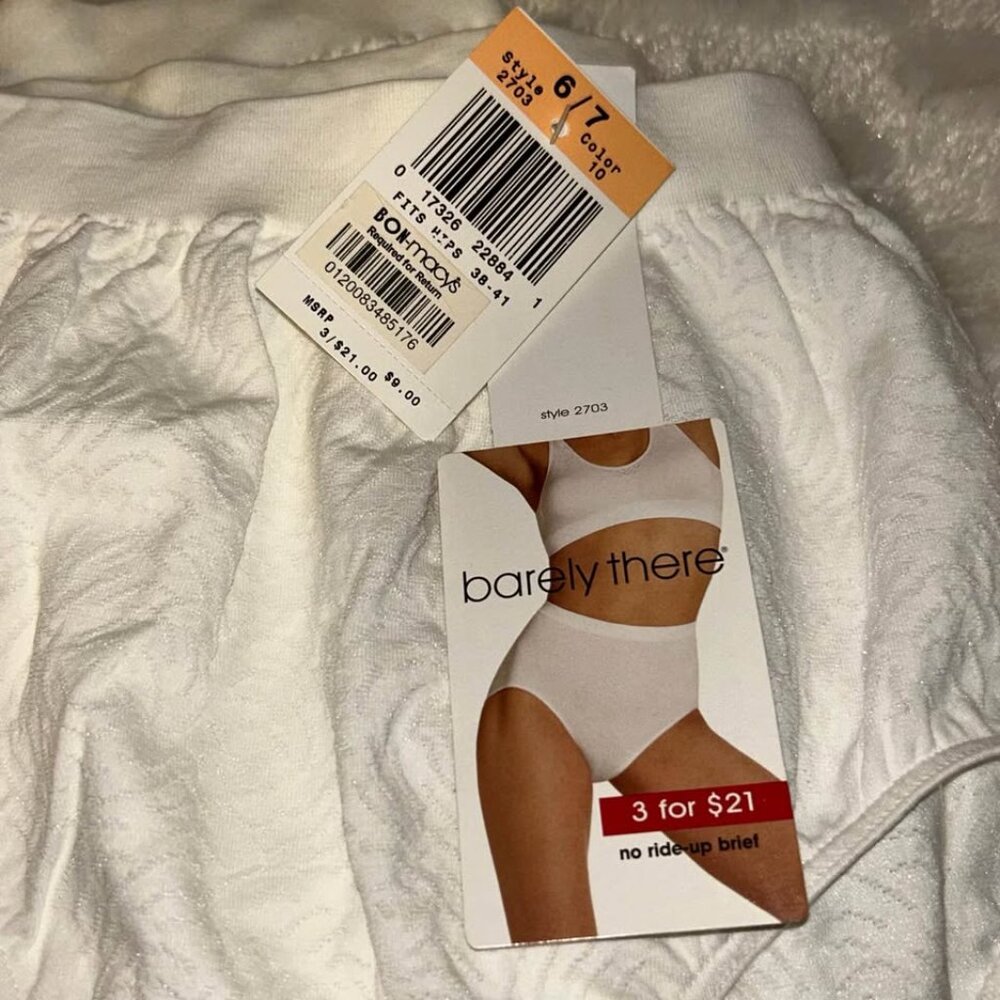 Style 6/7 Color
2703 10
0 17326 22884 1
FITS HIPS 38-41
BON-macy's
Required for Return
0120083485176
MSRP
3/$21.00 $9.00
style 2703
barely there®
3 for $21
no ride-up brief